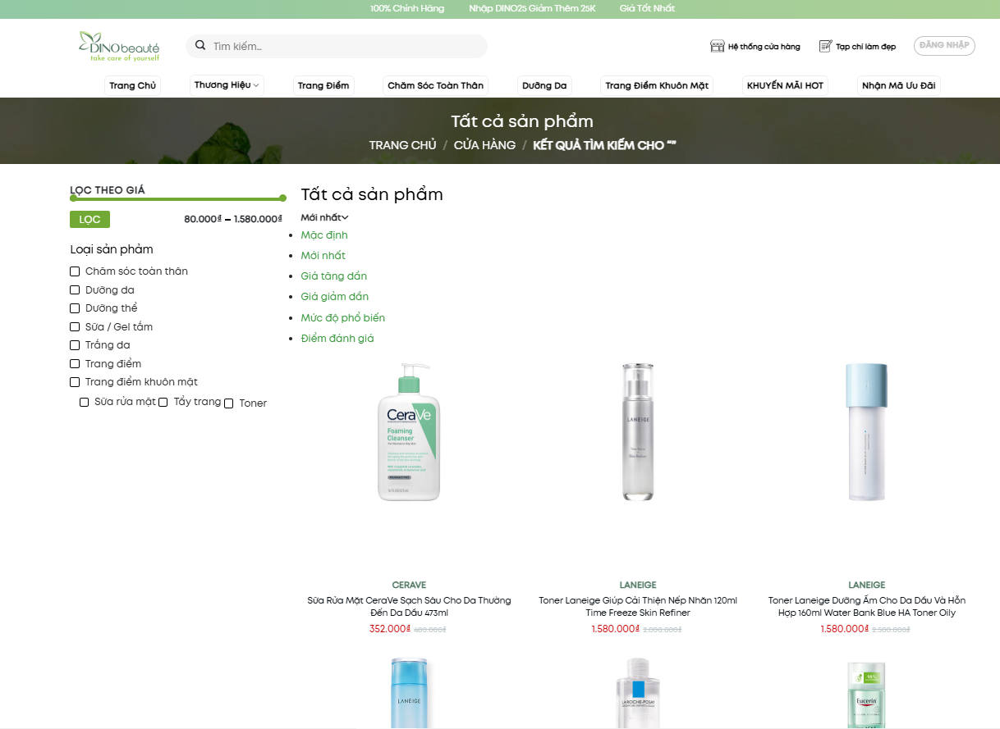 100% Chính Hãng Nhập DINO25 Giảm Thêm 25K Giá Tốt Nhất
DINObeauté
take care of yourself
Tìm kiếm...
Hệ thống cửa hàng
Tạp chí làm đẹp
ĐĂNG NHẬP
Trang Chủ Thương Hiệu Trang Điểm Chăm Sóc Toàn Thân Dưỡng Da Trang Điểm Khuôn Mặt KHUYẾN MÃI HOT Nhận Mã Ưu Đãi
Tất cả sản phẩm
TRANG CHỦ / CỬA HÀNG / KẾT QUẢ TÌM KIẾM CHO “”
LỌC THEO GIÁ
LỌC 80.000₫ – 1.580.000₫
Loại sản phẩm
Chăm sóc toàn thân
Dưỡng da
Dưỡng thể
Sữa / Gel tắm
Trắng da
Trang điểm
Trang điểm khuôn mặt
Sữa rửa mặt Tẩy trang Toner
Tất cả sản phẩm
Mới nhất
Mặc định
Mới nhất
Giá tăng dần
Giá giảm dần
Mức độ phổ biến
Điểm đánh giá
CeraVe
Foaming
Cleanser
LANEIGE
CERAVE
Sữa Rửa Mặt CeraVe Sạch Sâu Cho Da Thường
Đến Da Dầu 473ml
352.000₫ 400.000₫
LANEIGE
Toner Laneige Giúp Cải Thiện Nếp Nhăn 120ml
Time Freeze Skin Refiner
1.580.000₫ 2.000.000₫
LANEIGE
Toner Laneige Dưỡng Ẩm Cho Da Dầu Và Hỗn
Hợp 160ml Water Bank Blue HA Toner Oily
1.580.000₫ 2.500.000₫
LANEIGE
LA ROCHE-POSAY
Eucerin